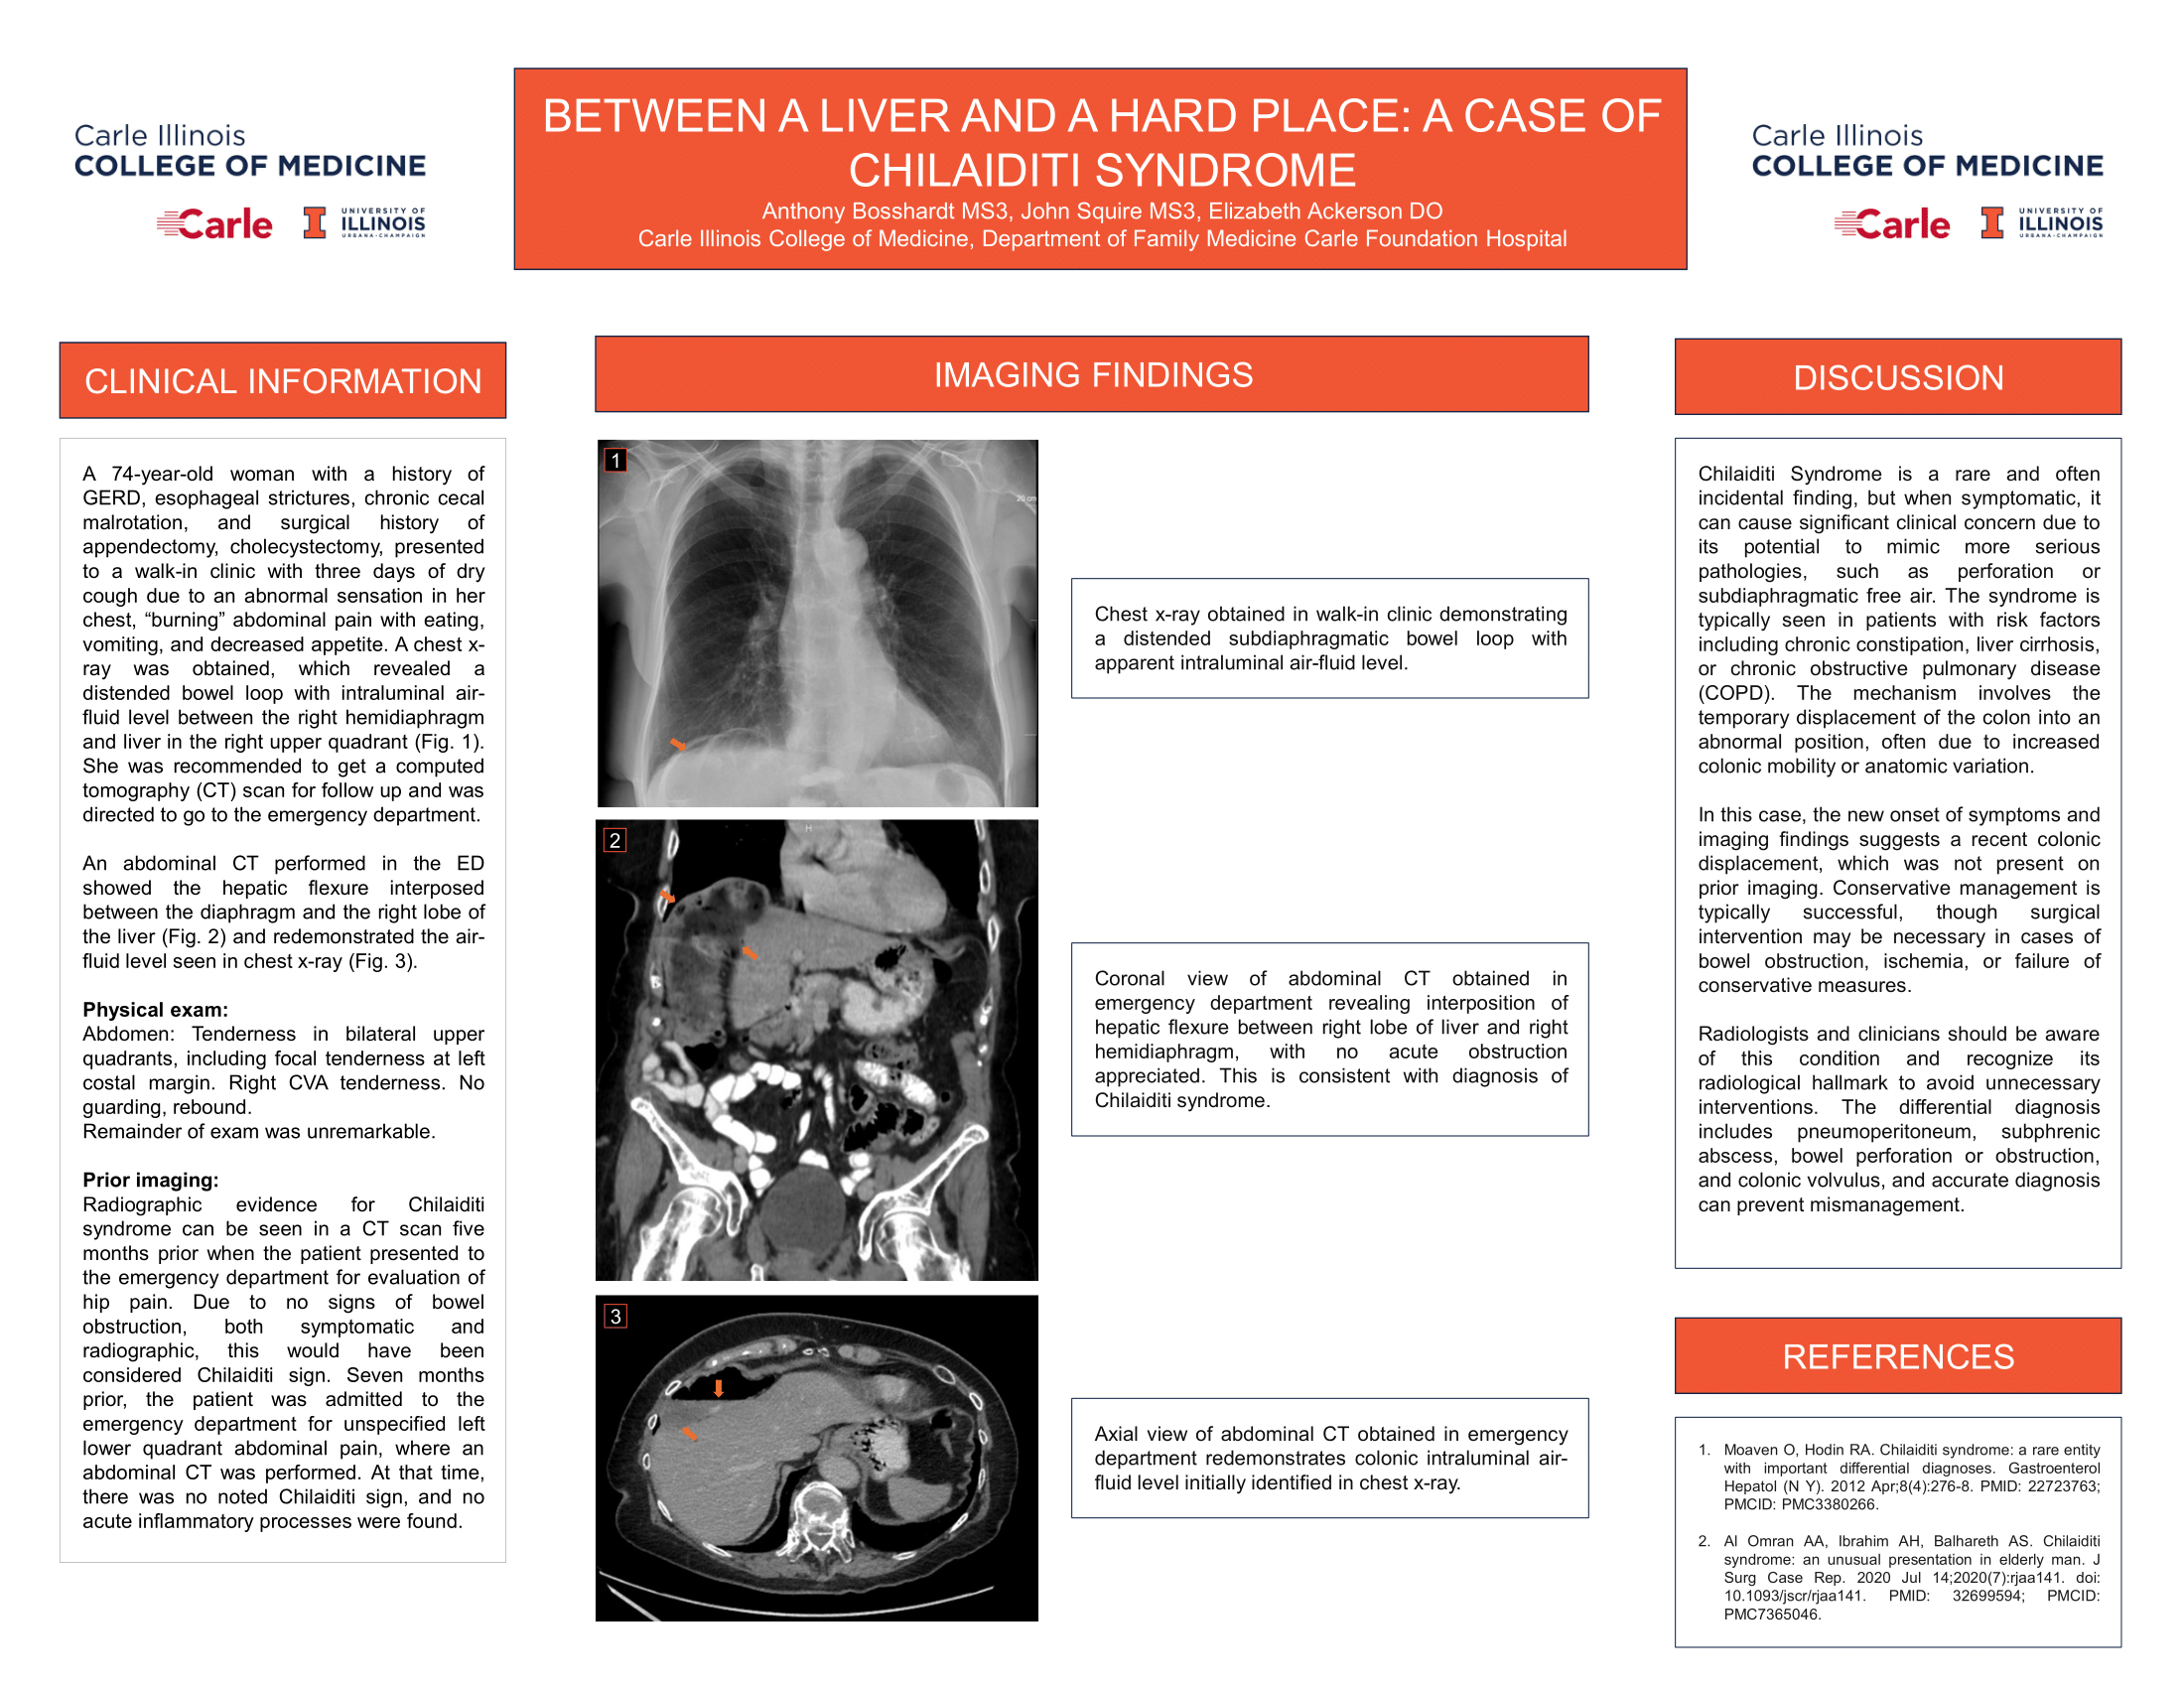 Carle Illinois
COLLEGE OF MEDICINE
Carle
UNIVERSITY OF
ILLINOIS
URBANA-CHAMPAIGN
BETWEEN A LIVER AND A HARD PLACE: A CASE OF
CHILAIDITI SYNDROME
Anthony Bosshardt MS3, John Squire MS3, Elizabeth Ackerson DO
Carle Illinois College of Medicine, Department of Family Medicine Carle Foundation Hospital
Carle Illinois
COLLEGE OF MEDICINE
Carle
UNIVERSITY OF
ILLINOIS
URBANA-CHAMPAIGN
CLINICAL INFORMATION
A 74-year-old woman with a history of
GERD, esophageal strictures, chronic cecal
malrotation, and surgical history of
appendectomy, cholecystectomy, presented
to a walk-in clinic with three days of dry
cough due to an abnormal sensation in her
chest, “burning” abdominal pain with eating,
vomiting, and decreased appetite. A chest x-
ray was obtained, which revealed a
distended bowel loop with intraluminal air-
fluid level between the right hemidiaphragm
and liver in the right upper quadrant (Fig. 1).
She was recommended to get a computed
tomography (CT) scan for follow up and was
directed to go to the emergency department.
An abdominal CT performed in the ED
showed the hepatic flexure interposed
between the diaphragm and the right lobe of
the liver (Fig. 2) and redemonstrated the air-
fluid level seen in chest x-ray (Fig. 3).
Physical exam:
Abdomen: Tenderness in bilateral upper
quadrants, including focal tenderness at left
costal margin. Right CVA tenderness. No
guarding, rebound.
Remainder of exam was unremarkable.
Prior imaging:
Radiographic evidence for Chilaiditi
syndrome can be seen in a CT scan five
months prior when the patient presented to
the emergency department for evaluation of
hip pain. Due to no signs of bowel
obstruction, both symptomatic and
radiographic, this would have been
considered Chilaiditi sign. Seven months
prior, the patient was admitted to the
emergency department for unspecified left
lower quadrant abdominal pain, where an
abdominal CT was performed. At that time,
there was no noted Chilaiditi sign, and no
acute inflammatory processes were found.
IMAGING FINDINGS
1
20 cm
Chest x-ray obtained in walk-in clinic demonstrating
a distended subdiaphragmatic bowel loop with
apparent intraluminal air-fluid level.
2
H
Coronal view of abdominal CT obtained in
emergency department revealing interposition of
hepatic flexure between right lobe of liver and right
hemidiaphragm, with no acute obstruction
appreciated. This is consistent with diagnosis of
Chilaiditi syndrome.
3
Axial view of abdominal CT obtained in emergency
department redemonstrates colonic intraluminal air-
fluid level initially identified in chest x-ray.
DISCUSSION
Chilaiditi Syndrome is a rare and often
incidental finding, but when symptomatic, it
can cause significant clinical concern due to
its potential to mimic more serious
pathologies, such as perforation or
subdiaphragmatic free air. The syndrome is
typically seen in patients with risk factors
including chronic constipation, liver cirrhosis,
or chronic obstructive pulmonary disease
(COPD). The mechanism involves the
temporary displacement of the colon into an
abnormal position, often due to increased
colonic mobility or anatomic variation.
In this case, the new onset of symptoms and
imaging findings suggests a recent colonic
displacement, which was not present on
prior imaging. Conservative management is
typically successful, though surgical
intervention may be necessary in cases of
bowel obstruction, ischemia, or failure of
conservative measures.
Radiologists and clinicians should be aware
of this condition and recognize its
radiological hallmark to avoid unnecessary
interventions. The differential diagnosis
includes pneumoperitoneum, subphrenic
abscess, bowel perforation or obstruction,
and colonic volvulus, and accurate diagnosis
can prevent mismanagement.
REFERENCES
1. Moaven O, Hodin RA. Chilaiditi syndrome: a rare entity
with important differential diagnoses. Gastroenterol
Hepatol (N Y). 2012 Apr;8(4):276-8. PMID: 22723763;
PMCID: PMC3380266.
2. Al Omran AA, Ibrahim AH, Balhareth AS. Chilaiditi
syndrome: an unusual presentation in elderly man. J
Surg Case Rep. 2020 Jul 14;2020(7):rjaa141. doi:
10.1093/jscr/rjaa141. PMID: 32699594; PMCID:
PMC7365046.